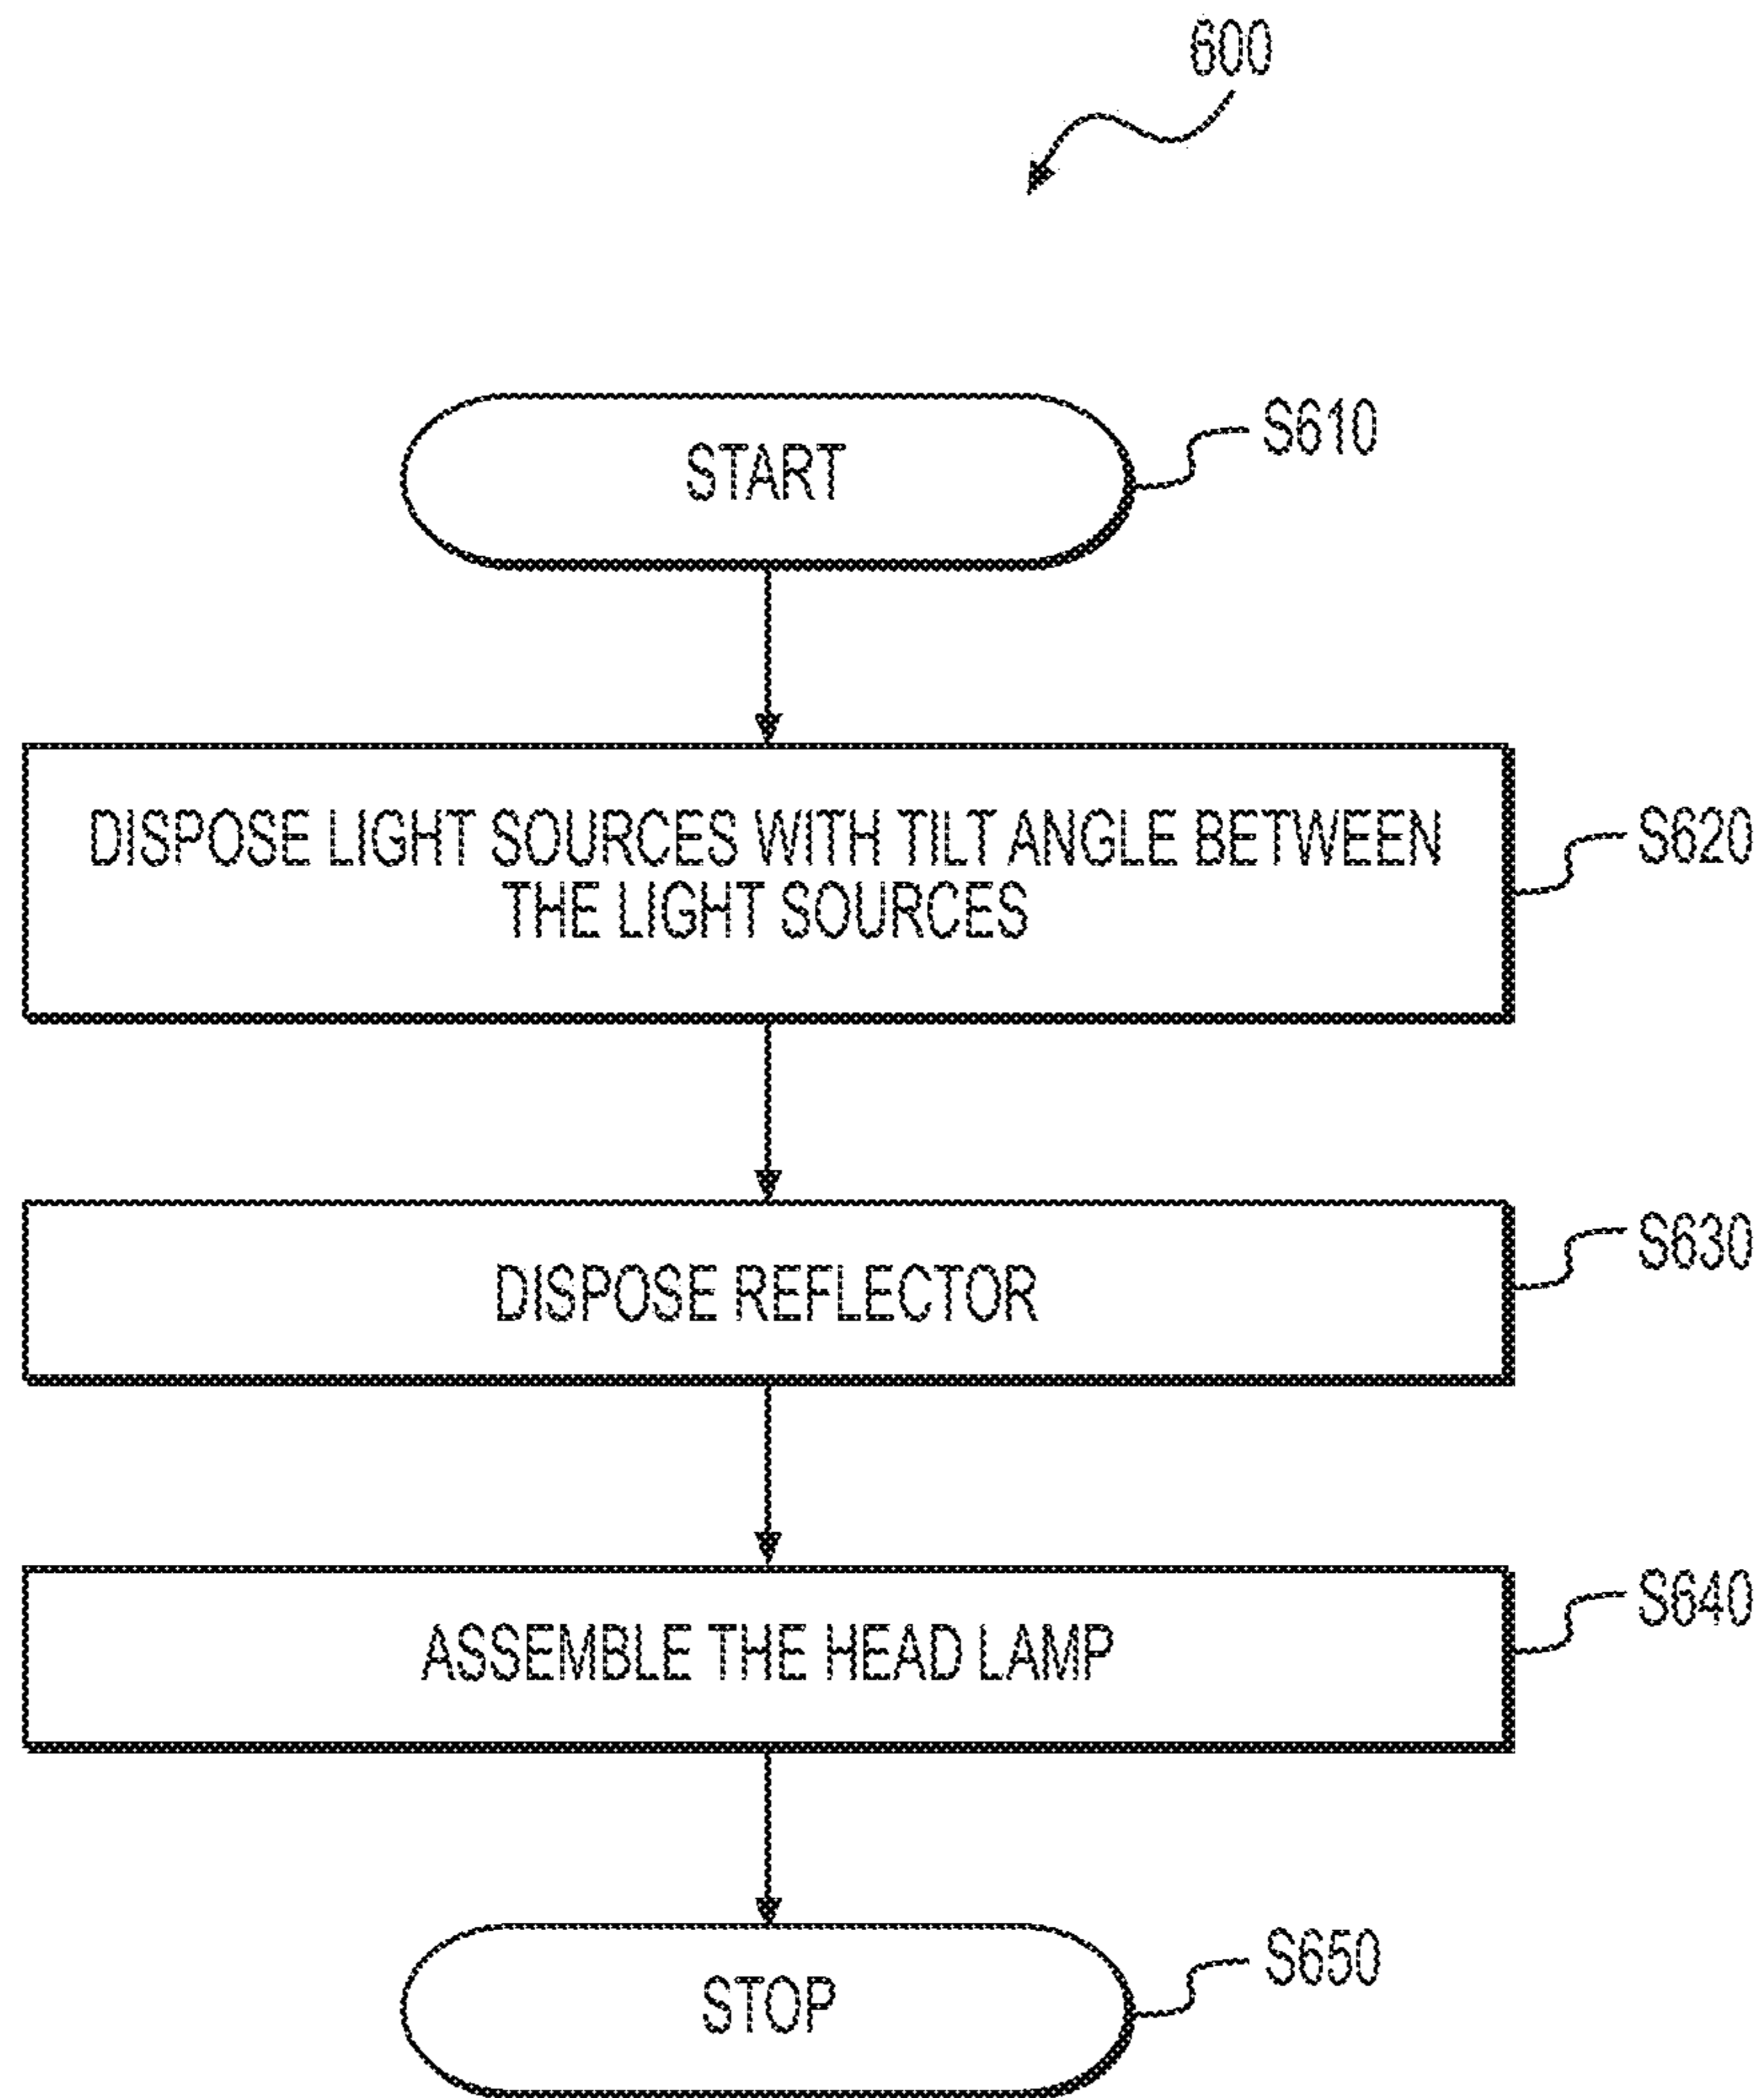 600
START
S610
DISPOSE LIGHT SOURCES WITH TILT ANGLE BETWEEN
THE LIGHT SOURCES
S620
DISPOSE REFLECTOR
S630
ASSEMBLE THE HEAD LAMP
S640
STOP
S650